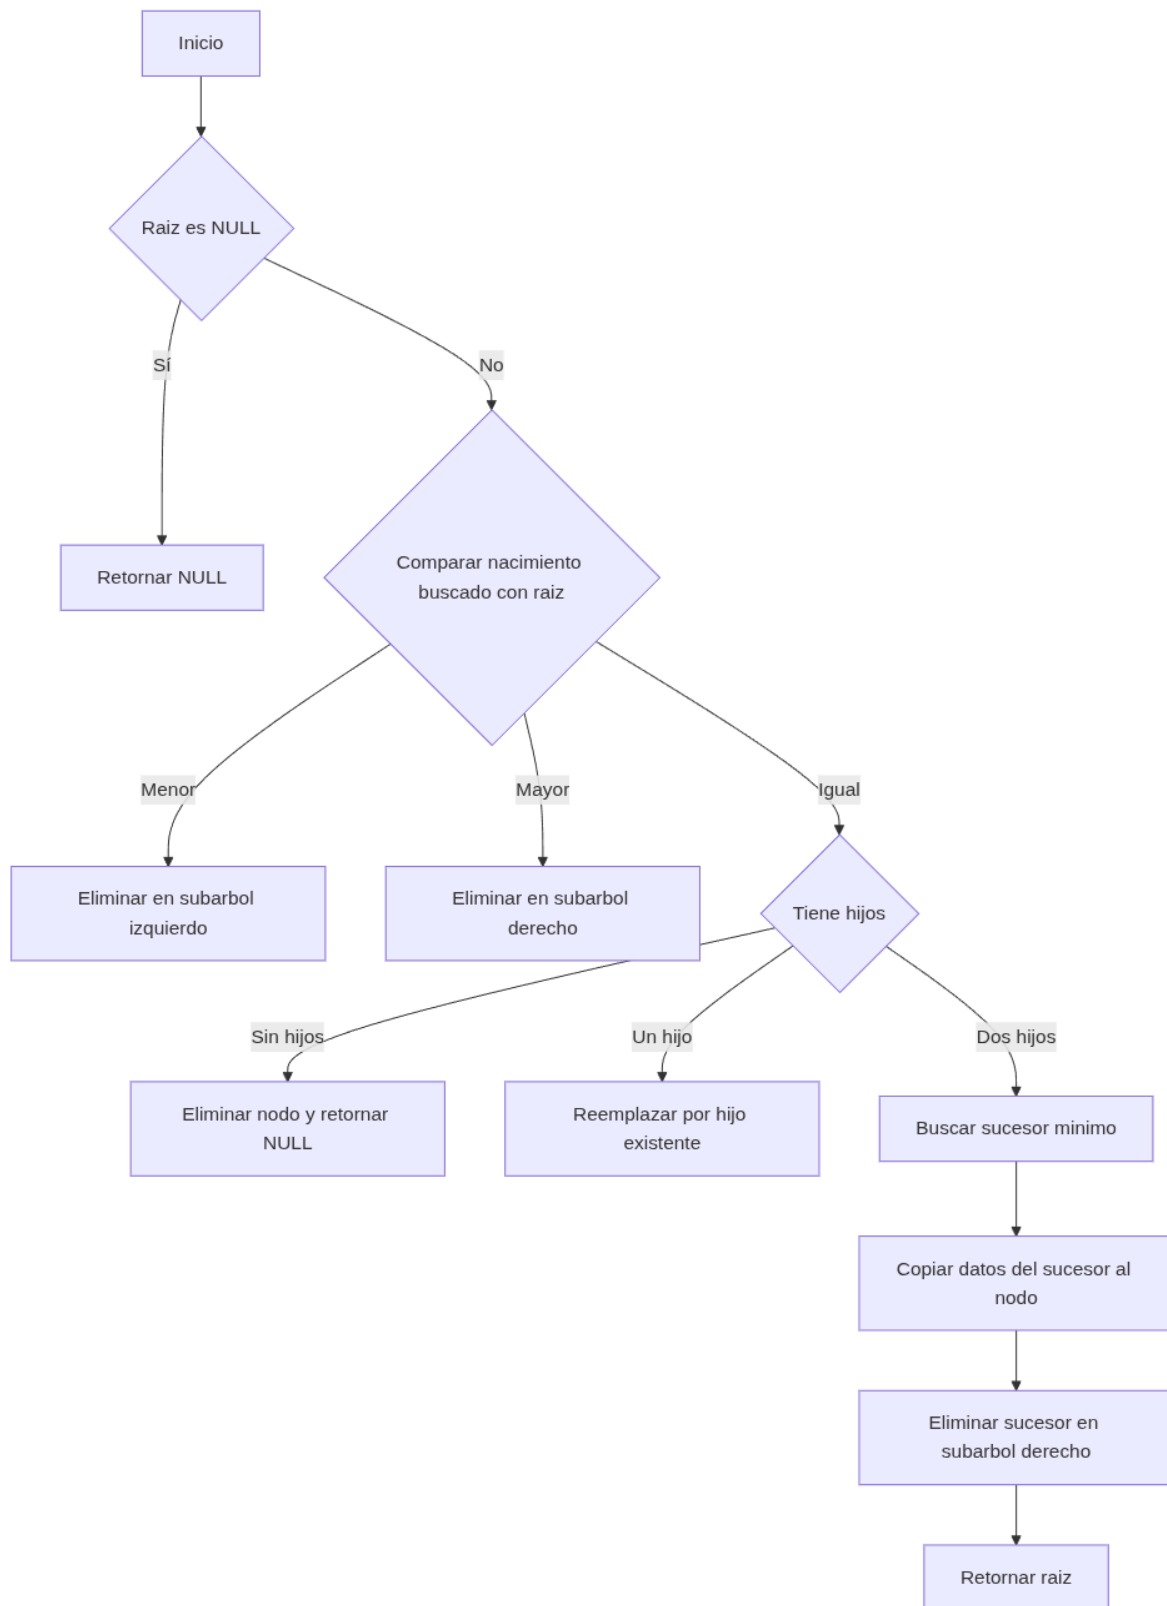 Inicio
Raiz es NULL
Sí
No
Retornar NULL
Comparar nacimiento
buscado con raiz
Menor
Mayor
Igual
Eliminar en subarbol
izquierdo
Eliminar en subarbol
derecho
Tiene hijos
Sin hijos
Un hijo
Dos hijos
Eliminar nodo y retornar
NULL
Reemplazar por hijo
existente
Buscar sucesor minimo
Copiar datos del sucesor al
nodo
Eliminar sucesor en
subarbol derecho
Retornar raiz